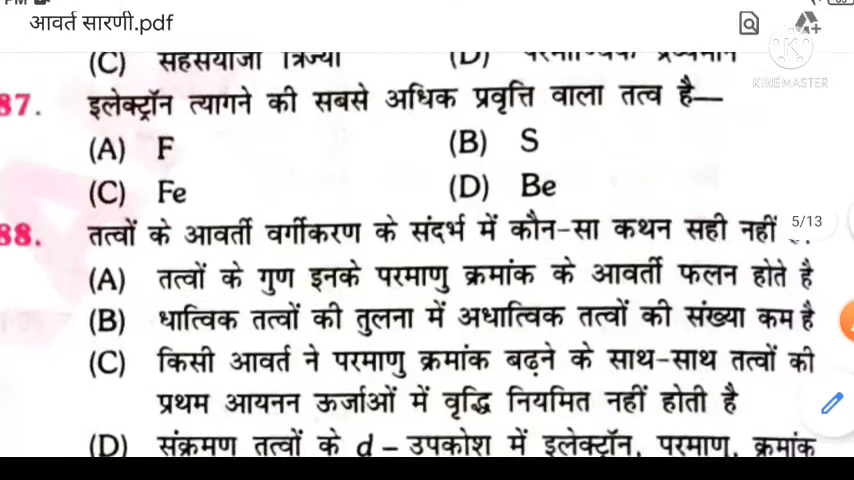 आवर्त सारणी.pdf
KINEMASTER
(C) सहसंयोजी त्रिज्या (D)
87. इलेक्ट्रॉन त्यागने की सबसे अधिक प्रवृत्ति वाला तत्व है—
(A) F (B) S
(C) Fe (D) Be
88. तत्वों के आवर्ती वर्गीकरण के संदर्भ में कौन-सा कथन सही नहीं
5/13
(A) तत्वों के गुण इनके परमाणु क्रमांक के आवर्ती फलन होते है
(B) धात्विक तत्वों की तुलना में अधात्विक तत्वों की संख्या कम है
(C) किसी आवर्त ने परमाणु क्रमांक बढ़ने के साथ-साथ तत्वों की
प्रथम आयनन ऊर्जाओं में वृद्धि नियमित नहीं होती है
(D) संक्रमण तत्वों के d – उपकोश में इलेक्ट्रॉन, परमाणु, क्रमांक